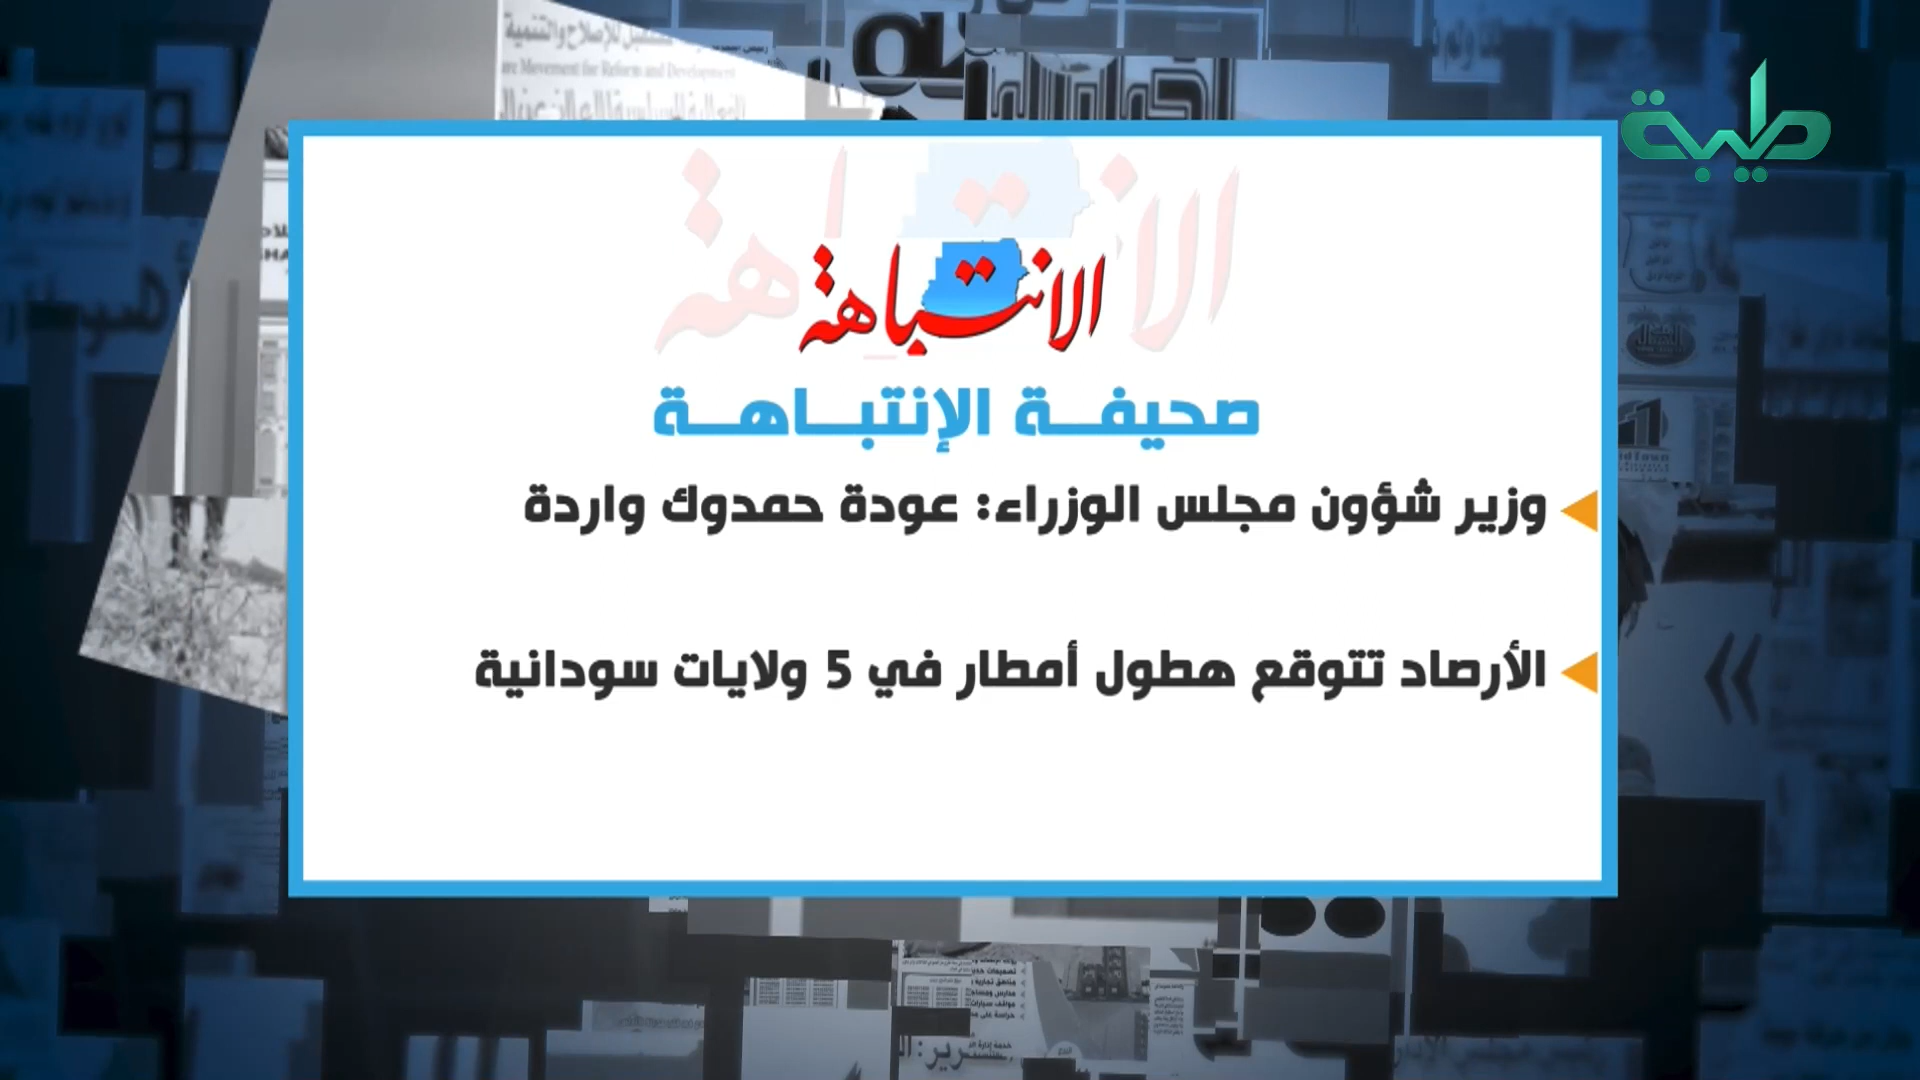 طيبة
الانتباهة
صحيفة الإنتباهة
وزير شؤون مجلس الوزراء: عودة حمدوك واردة
الأرصاد تتوقع هطول أمطار في 5 ولايات سودانية